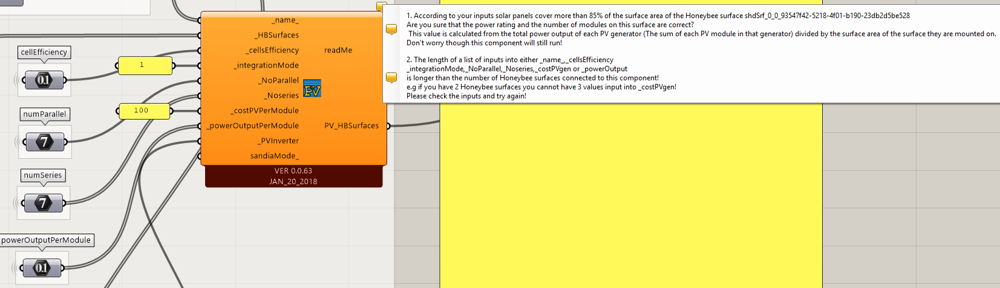 1. According to your inputs solar panels cover more than 85% of the surface area of the Honeybee surface shdSrf_0_0_93547f42-5218-4f01-b190-23db2d5be528
Are you sure that the power rating and the number of modules on this surface are correct?
This value is calculated from the total power output of each PV generator (The sum of each PV module in that generator) divided by the surface area of the surface they are mounted on.
Don't worry though this component will still run!
2. The length of a list of inputs into either _name_,_cellsEfficiency
_integrationMode,_NoParallel,_Noseries,_costPVgen or _powerOutput
is longer than the number of Honeybee surfaces connected to this component!
e.g if you have 2 Honeybee surfaces you cannot have 3 values input into _costPVgen!
Please check the inputs and try again!
_name_
_HBSurfaces
_cellsEfficiency
_integrationMode
_NoParallel
_Noseries
_costPVPerModule
_powerOutputPerModule
_PVInverter
sandiaMode_
readMe
PV
PV_HBSurfaces
VER 0.0.63
JAN_20_2018
cellEfficiency
0.1
1
numParallel
7
100
numSeries
7
powerOutputPerModule
0.1